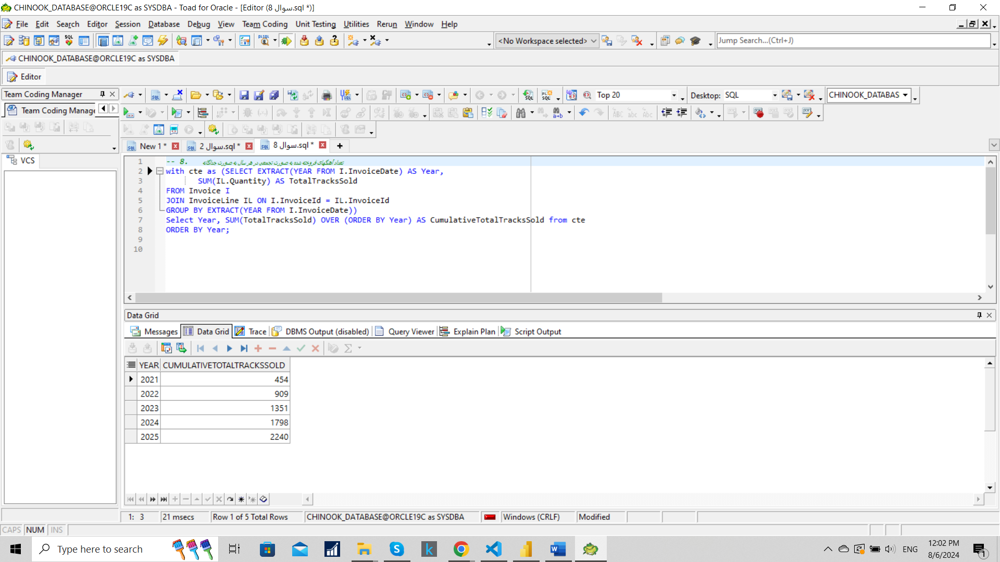 CHINOOK_DATABASE@ORCLE19C as SYSDBA - Toad for Oracle - [Editor (سوال 8.sql *)]
File Edit Search Editor Session Database Debug View Team Coding Unit Testing Utilities Rerun Window Help
<No Workspace selected> Jump Search...(Ctrl+J)
CHINOOK_DATABASE@ORCLE19C as SYSDBA
Editor
Team Coding Manager
Top 20 Desktop: SQL CHINOOK_DATABAS
Team Coding Manage
New 1 * سوال 2.sql * سوال 8.sql *
VCS
1 -- 8. تعداد آهنگهای فروخته شده به صورت تجمعی در هر سال به صورت جداگانه
2 with cte as (SELECT EXTRACT(YEAR FROM I.InvoiceDate) AS Year,
3 SUM(IL.Quantity) AS TotalTracksSold
4 FROM Invoice I
5 JOIN InvoiceLine IL ON I.InvoiceId = IL.InvoiceId
6 GROUP BY EXTRACT(YEAR FROM I.InvoiceDate))
7 Select Year, SUM(TotalTracksSold) OVER (ORDER BY Year) AS CumulativeTotalTracksSold from cte
8 ORDER BY Year;
9
10
Data Grid
Messages Data Grid Trace DBMS Output (disabled) Query Viewer Explain Plan Script Output
YEAR CUMULATIVETOTALTRACKSSOLD
2021 454
2022 909
2023 1351
2024 1798
2025 2240
1: 3 21 msecs Row 1 of 5 Total Rows CHINOOK_DATABASE@ORCLE19C as SYSDBA Windows (CRLF) Modified
CAPS NUM INS
Type here to search
ENG
12:02 PM
8/6/2024
1